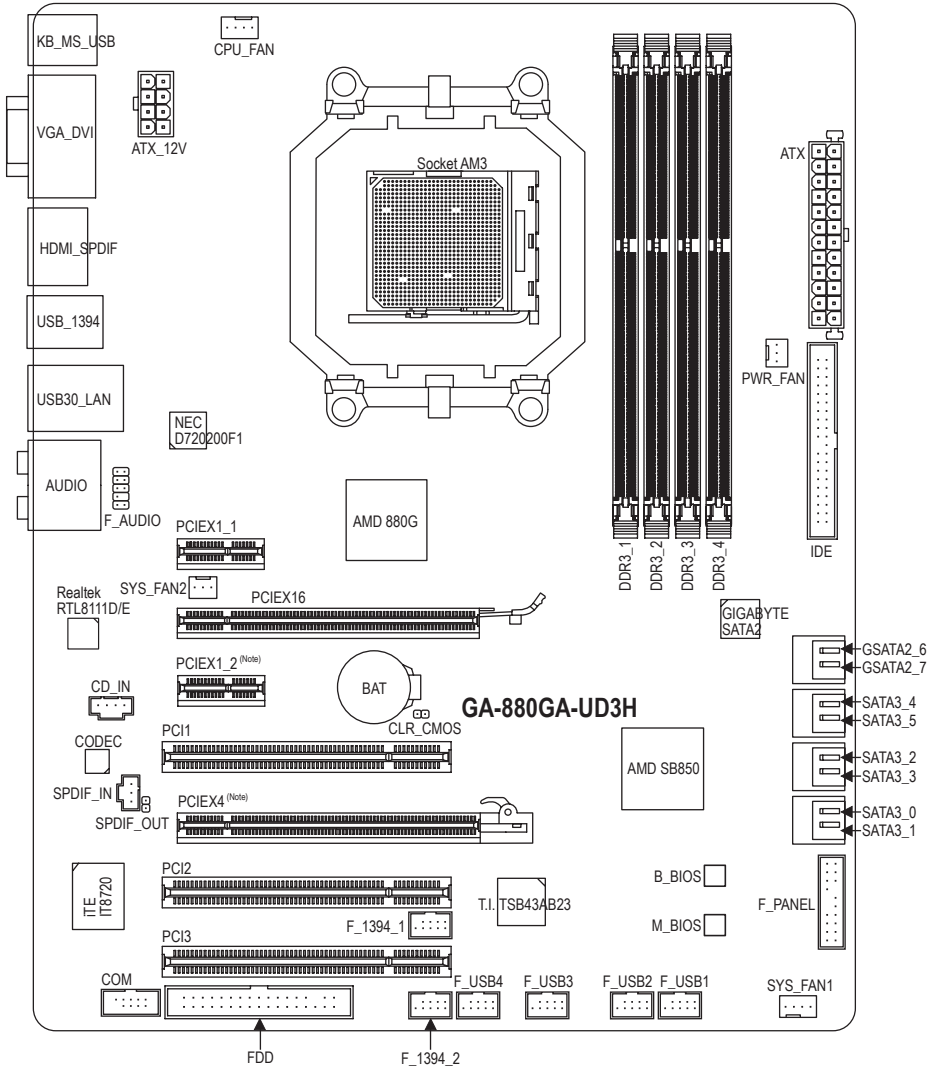 KB_MS_USB
CPU_FAN
VGA_DVI
ATX_12V
Socket AM3
ATX
HDMI_SPDIF
USB_1394
PWR_FAN
USB30_LAN
NEC
D720200F1
AUDIO
F_AUDIO
AMD 880G
PCIEX1_1
IDE
DDR3_1
DDR3_2
DDR3_3
DDR3_4
SYS_FAN2
Realtek
RTL8111D/E
PCIEX16
GIGABYTE
SATA2
GSATA2_6
GSATA2_7
PCIEX1_2 (Note)
BAT
CD_IN
GA-880GA-UD3H
SATA3_4
SATA3_5
CLR_CMOS
CODEC
PCI1
AMD SB850
SATA3_2
SATA3_3
SPDIF_IN
PCIEX4 (Note)
SPDIF_OUT
SATA3_0
SATA3_1
PCI2
B_BIOS
iTE
IT8720
T.I. TSB43AB23
F_PANEL
F_1394_1
M_BIOS
PCI3
COM
F_USB4
F_USB3
F_USB2
F_USB1
SYS_FAN1
FDD
F_1394_2